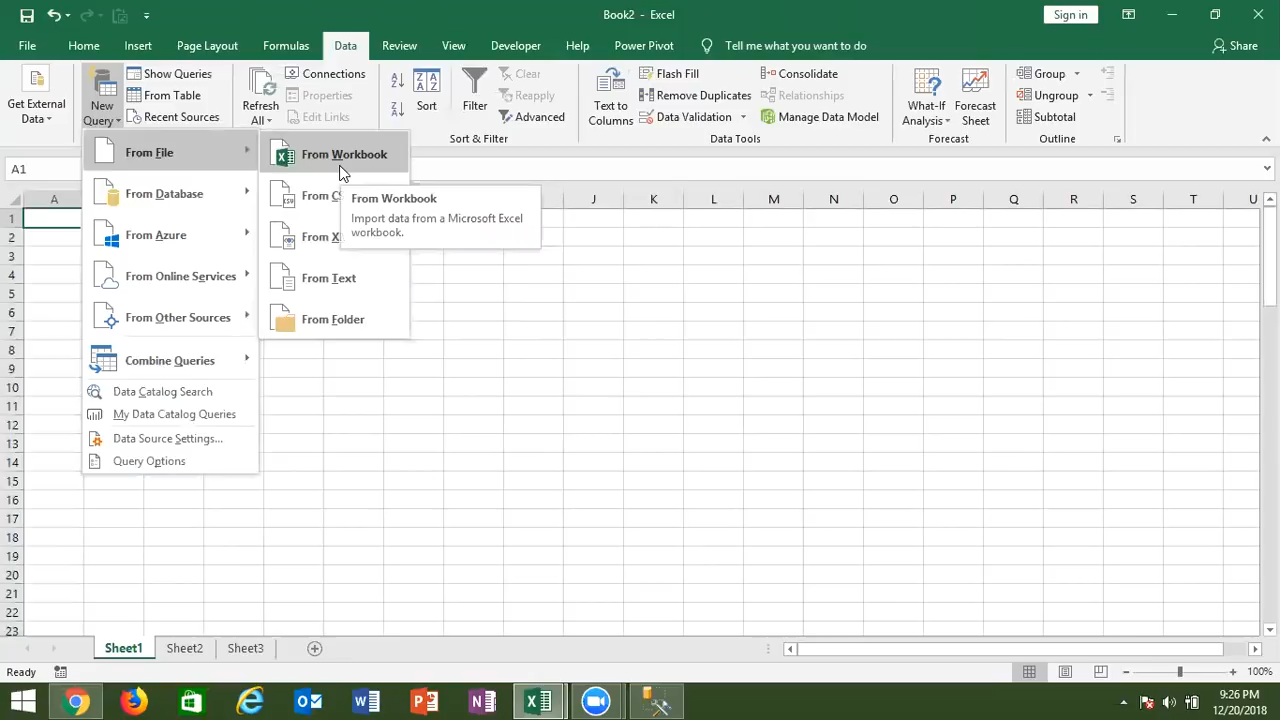 Book2 - Excel
Sign in
File Home Insert Page Layout Formulas Data Review View Developer Help Power Pivot Tell me what you want to do Share
Get External Data
New Query
Show Queries
From Table
Recent Sources
Refresh All
Connections
Properties
Edit Links
Sort
Filter
Clear
Reapply
Advanced
Sort & Filter
Text to Columns
Flash Fill
Remove Duplicates
Data Validation
Consolidate
Relationships
Manage Data Model
Data Tools
What-If Analysis
Forecast Sheet
Forecast
Group
Ungroup
Subtotal
Outline
A1
From File
From Database
From Azure
From Online Services
From Other Sources
Combine Queries
Data Catalog Search
My Data Catalog Queries
Data Source Settings...
Query Options
From Workbook
From C
From X
From Text
From Folder
From Workbook
Import data from a Microsoft Excel
workbook.
A J K L M N O P Q R S T U
1
2
3
4
5
6
7
8
9
10
11
12
13
14
15
16
17
18
19
20
21
22
23
Sheet1 Sheet2 Sheet3
Ready
100%
9:26 PM
12/20/2018